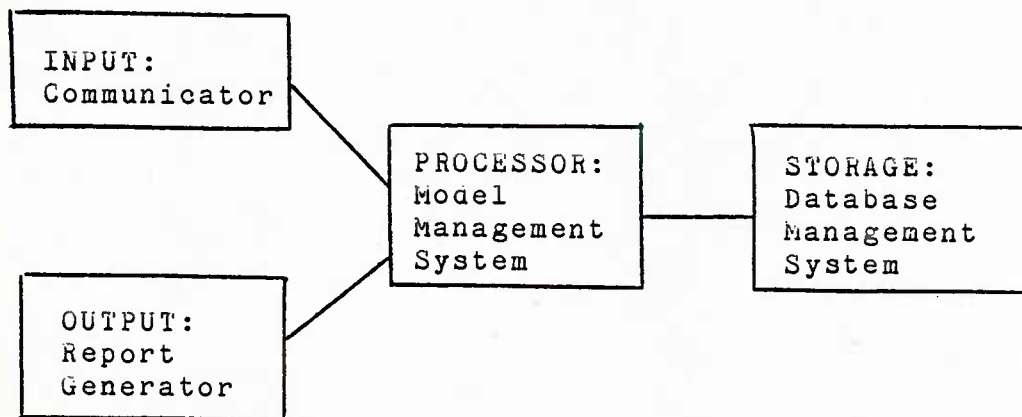 INPUT:
Communicator
PROCESSOR:
Model
Management
System
STORAGE:
Database
Management
System
OUTPUT:
Report
Generator